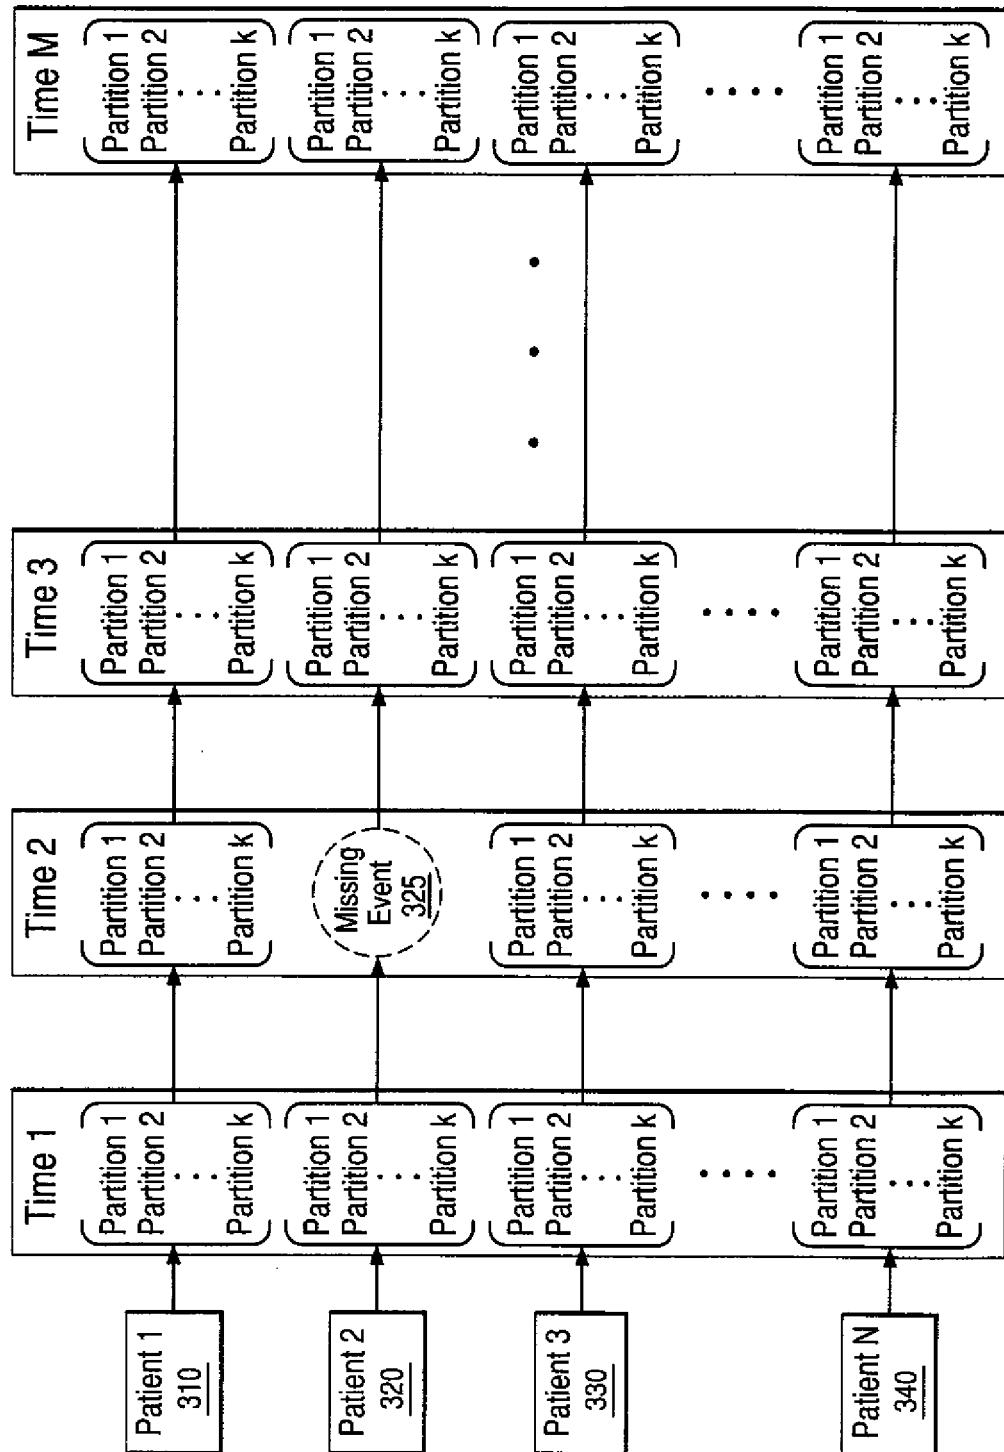 Time 1
Time 2
Time 3
Time M
Patient 1
310
Partition 1
Partition 2
Partition k
Partition 1
Partition 2
Partition k
Partition 1
Partition 2
Partition k
Partition 1
Partition 2
Partition k
Patient 2
320
Partition 1
Partition 2
Partition k
Missing
Event
325
Partition 1
Partition 2
Partition k
Partition 1
Partition 2
Partition k
Patient 3
330
Partition 1
Partition 2
Partition k
Partition 1
Partition 2
Partition k
Partition 1
Partition 2
Partition k
Partition 1
Partition 2
Partition k
Patient N
340
Partition 1
Partition 2
Partition k
Partition 1
Partition 2
Partition k
Partition 1
Partition 2
Partition k
Partition 1
Partition 2
Partition k